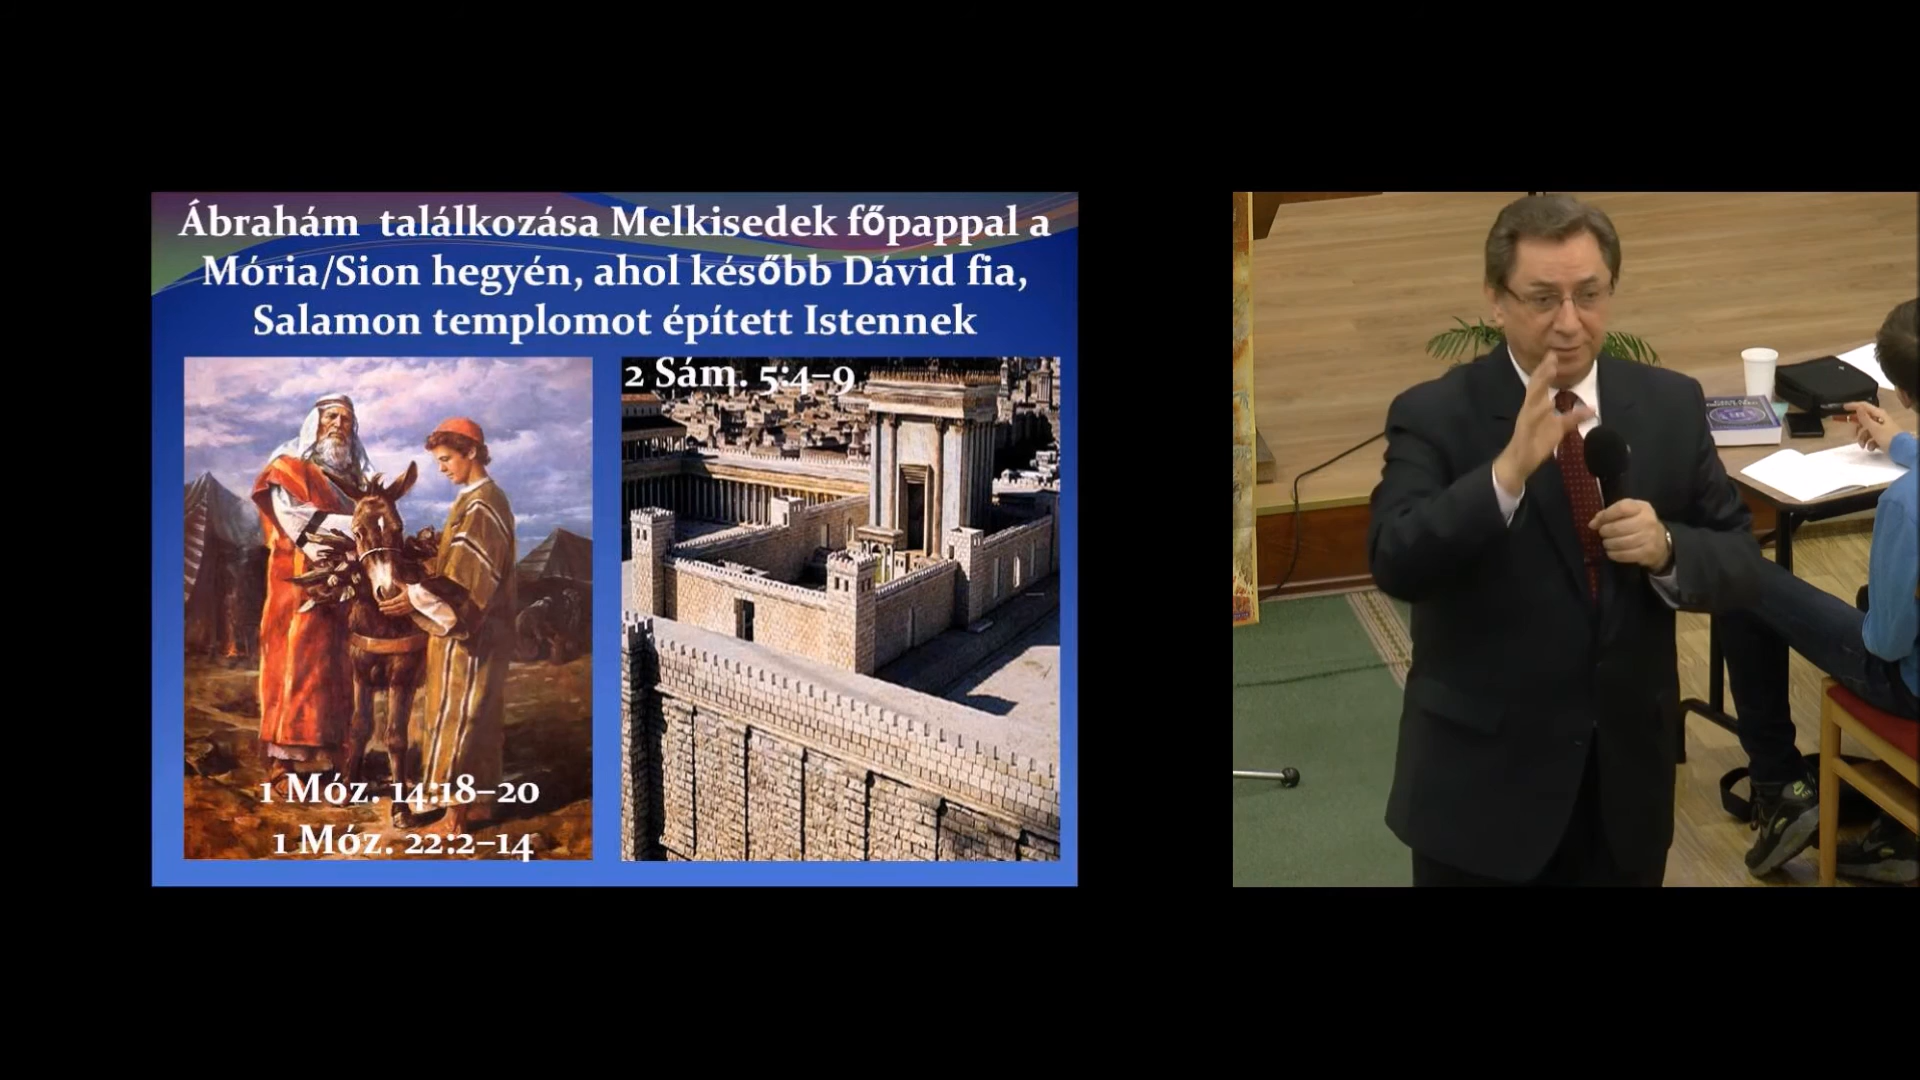 Ábrahám találkozása Melkisedek főpappal a
Mória/Sion hegyén, ahol később Dávid fia,
Salamon templomot épített Istennek
2 Sám. 5:4–9
1 Móz. 14:18–20
1 Móz. 22:2–14